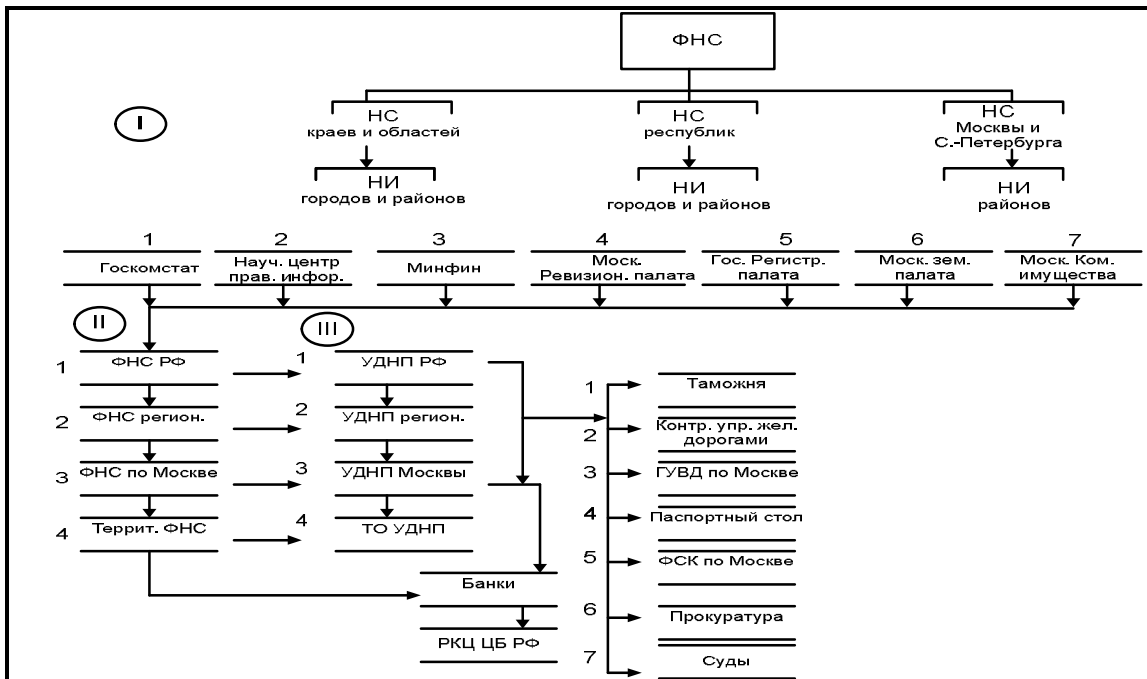 ФНС
I
НС
краев и областей
НС
республик
НС
Москвы и
С.-Петербурга
НИ
городов и районов
НИ
городов и районов
НИ
районов
1
2
3
4
5
6
7
Госкомстат
Науч. центр
прав. инфор.
Минфин
Моск.
Ревизион. палата
Гос. Регистр.
палата
Моск. зем.
палата
Моск. Ком.
имущества
II
III
1
ФНС РФ
2
ФНС регион.
3
ФНС по Москве
4
Террит. ФНС
1
УДНП РФ
2
УДНП регион.
3
УДНП Москвы
4
ТО УДНП
Банки
РКЦ ЦБ РФ
1
Таможня
2
Контр. упр. жел.
дорогами
3
ГУВД по Москве
4
Паспортный стол
5
ФСК по Москве
6
Прокуратура
7
Суды